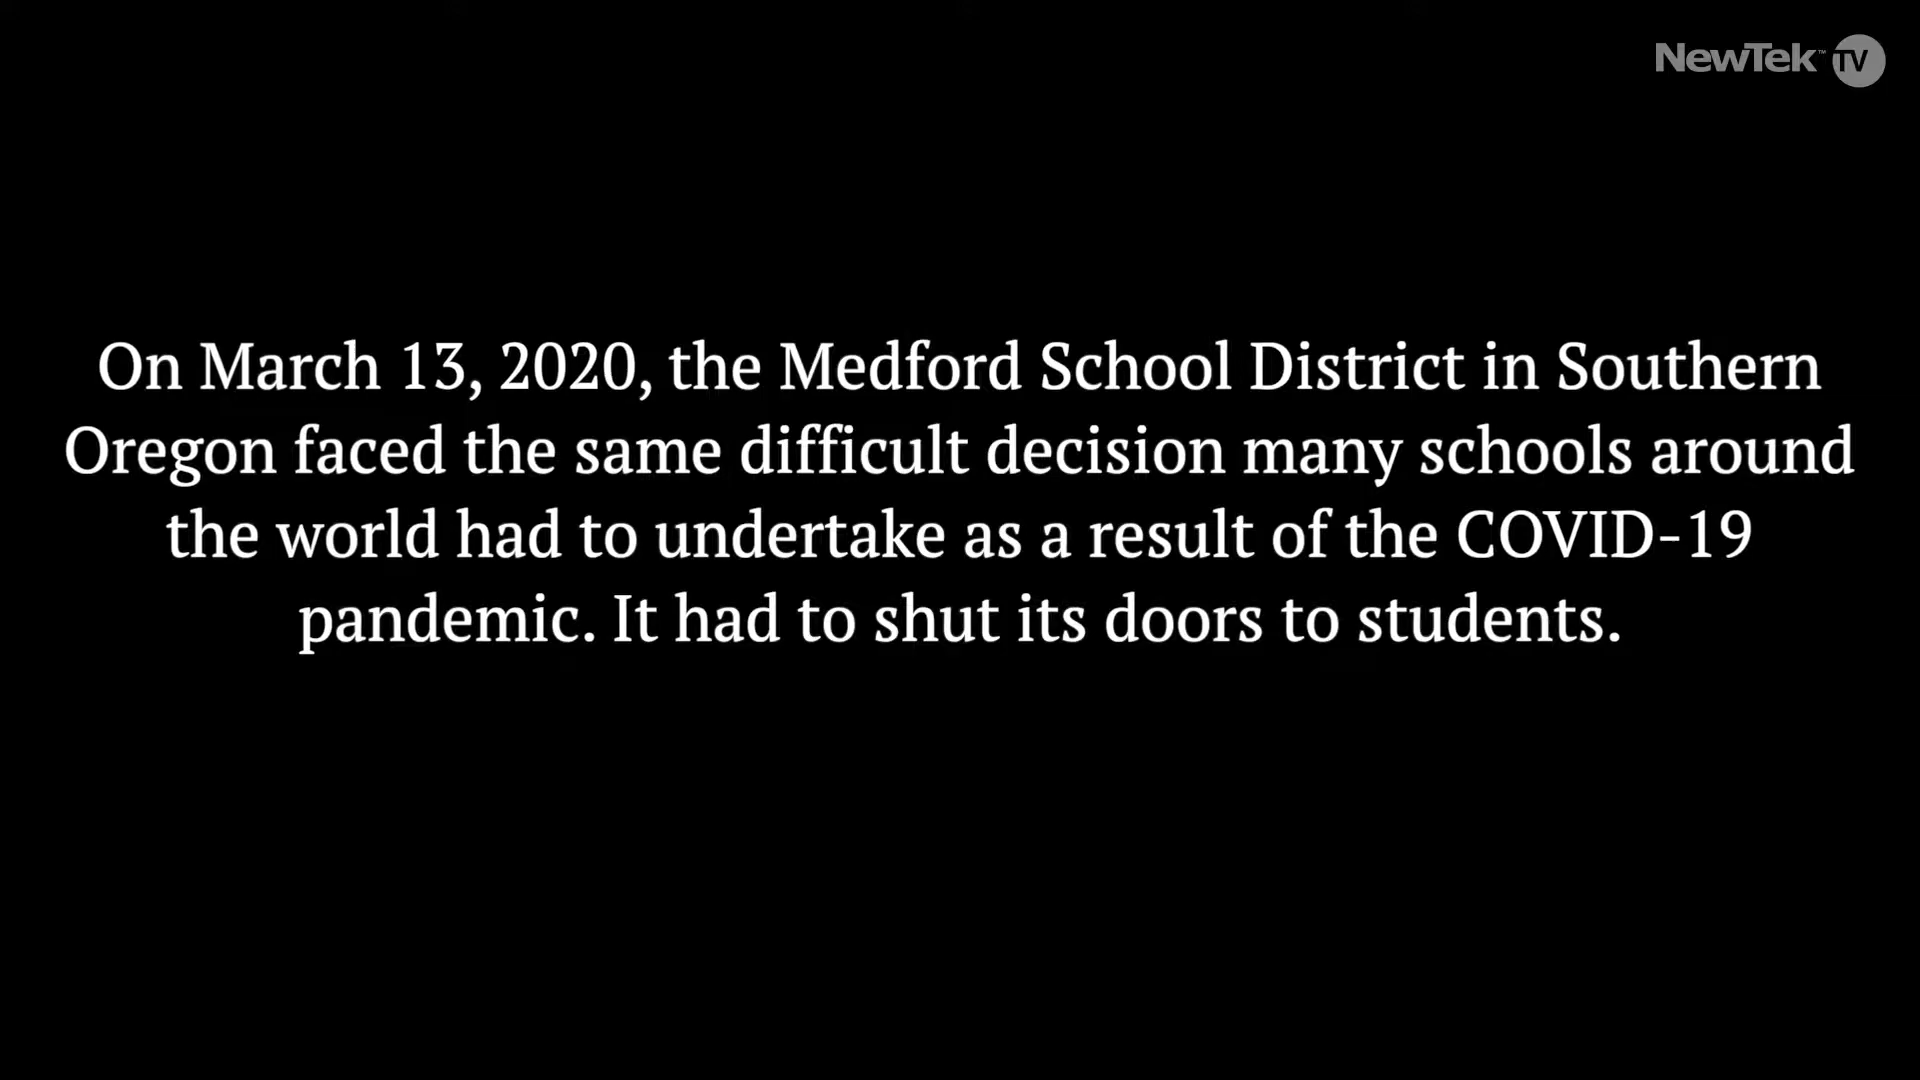 NewTek™ TV
On March 13, 2020, the Medford School District in Southern
Oregon faced the same difficult decision many schools around
the world had to undertake as a result of the COVID-19
pandemic. It had to shut its doors to students.